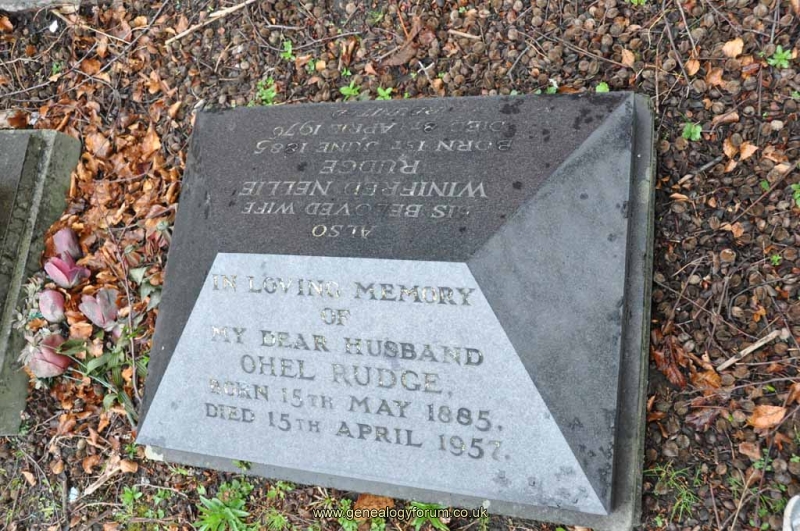 IN LOVING MEMORY
OF
MY DEAR HUSBAND
OHEL RUDGE,
BORN 15TH MAY 1885,
DIED 15TH APRIL 1957.
ALSO
HIS BELOVED WIFE
WINIFRED NELLIE
RUDGE
BORN 1ST JUNE 1885
DIED APRIL 1970
www.genealogyforum.co.uk